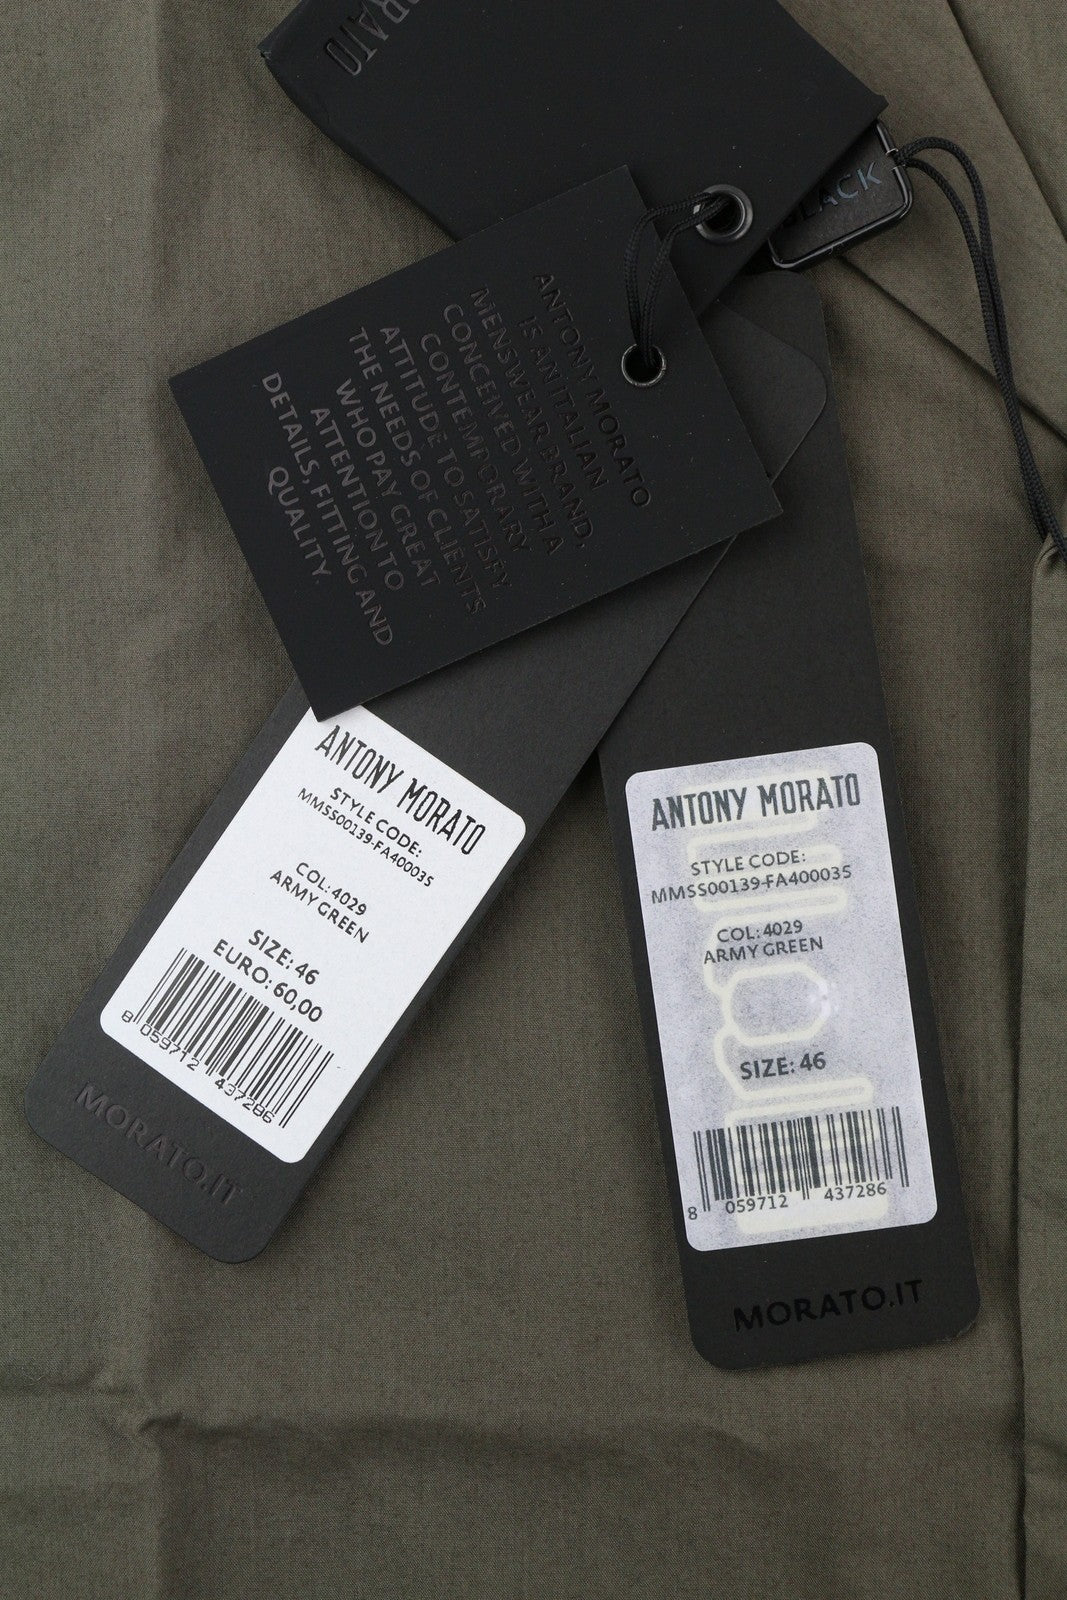 MORATO
BLACK
ANTONY MORATO
IS AN ITALIAN
MENSWEAR BRAND,
CONCEIVED WITH A
CONTEMPORARY
ATTITUDE TO SATISFY
THE NEEDS OF CLIENTS
WHO PAY GREAT
ATTENTION TO
DETAILS, FITTING AND
QUALITY.
ANTONY MORATO
STYLE CODE:
MMSS00139-FA400035
COL: 4029
ARMY GREEN
SIZE: 46
EURO: 60,00
8 059712 437286
MORATO.IT
ANTONY MORATO
STYLE CODE:
MMSS00139-FA400035
COL: 4029
ARMY GREEN
SIZE: 46
8 059712 437286
MORATO.IT